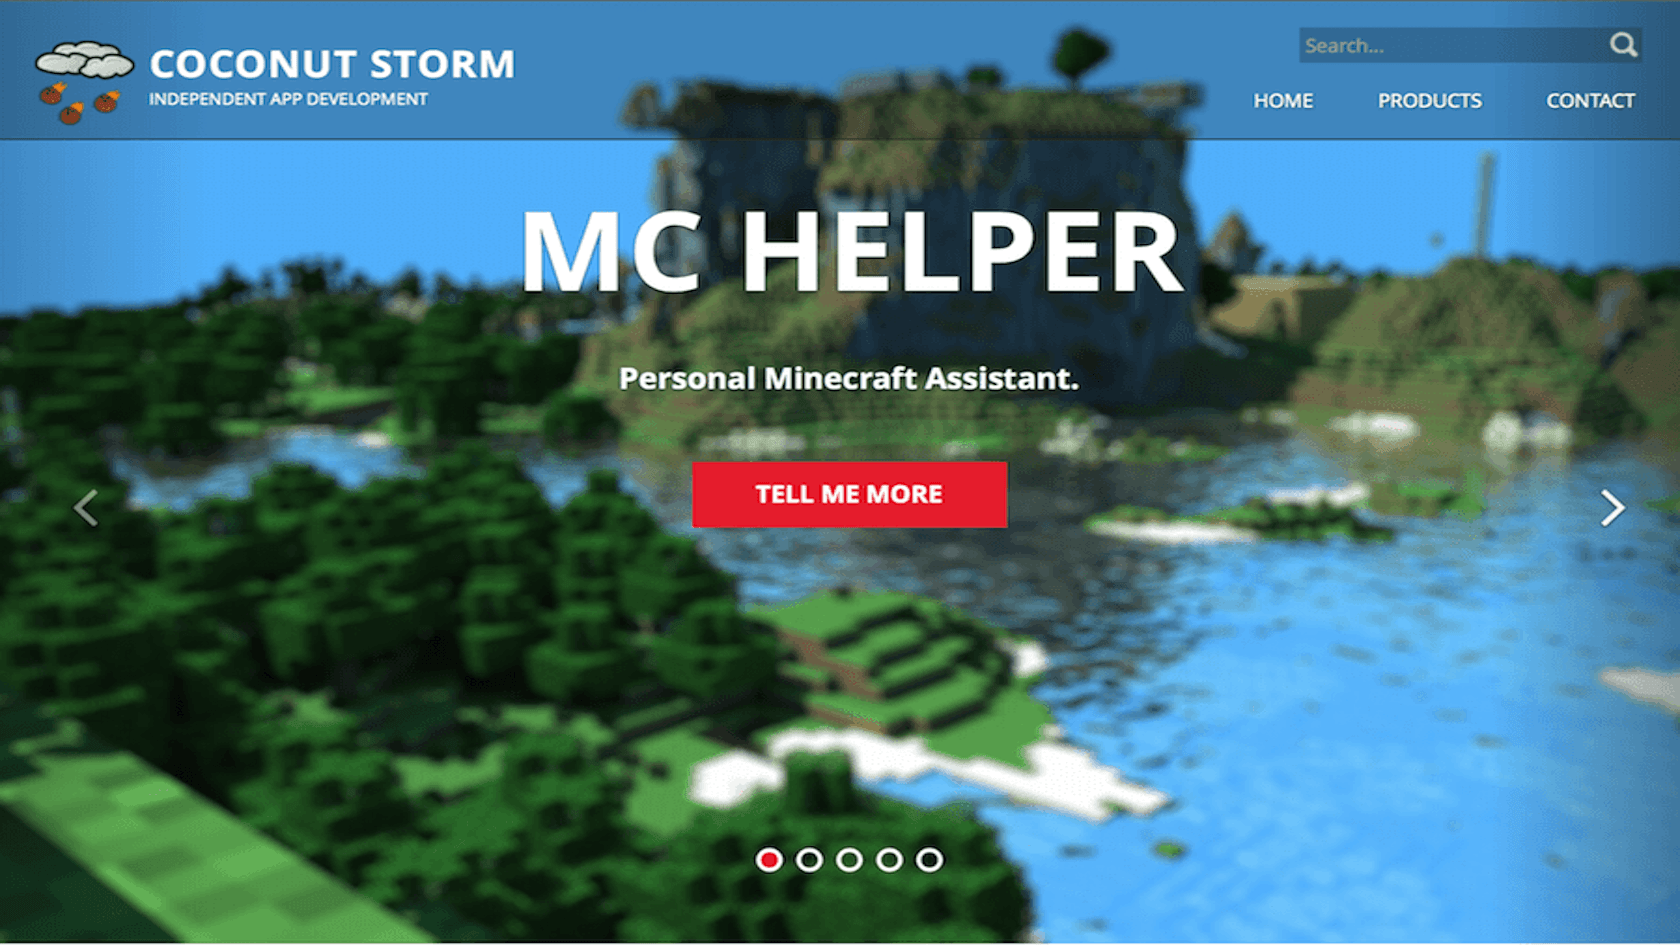 COCONUT STORM
INDEPENDENT APP DEVELOPMENT
Search...
HOME PRODUCTS CONTACT
MC HELPER
Personal Minecraft Assistant.
TELL ME MORE